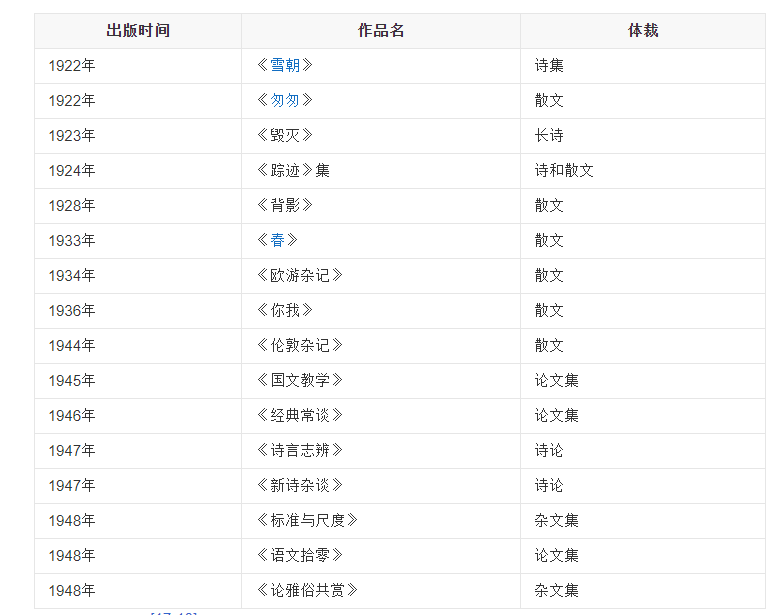 出版时间 作品名 体裁
1922年 《雪朝》 诗集
1922年 《匆匆》 散文
1923年 《毁灭》 长诗
1924年 《踪迹》集 诗和散文
1928年 《背影》 散文
1933年 《春》 散文
1934年 《欧游杂记》 散文
1936年 《你我》 散文
1944年 《伦敦杂记》 散文
1945年 《国文教学》 论文集
1946年 《经典常谈》 论文集
1947年 《诗言志辨》 诗论
1947年 《新诗杂谈》 诗论
1948年 《标准与尺度》 杂文集
1948年 《语文拾零》 论文集
1948年 《论雅俗共赏》 杂文集